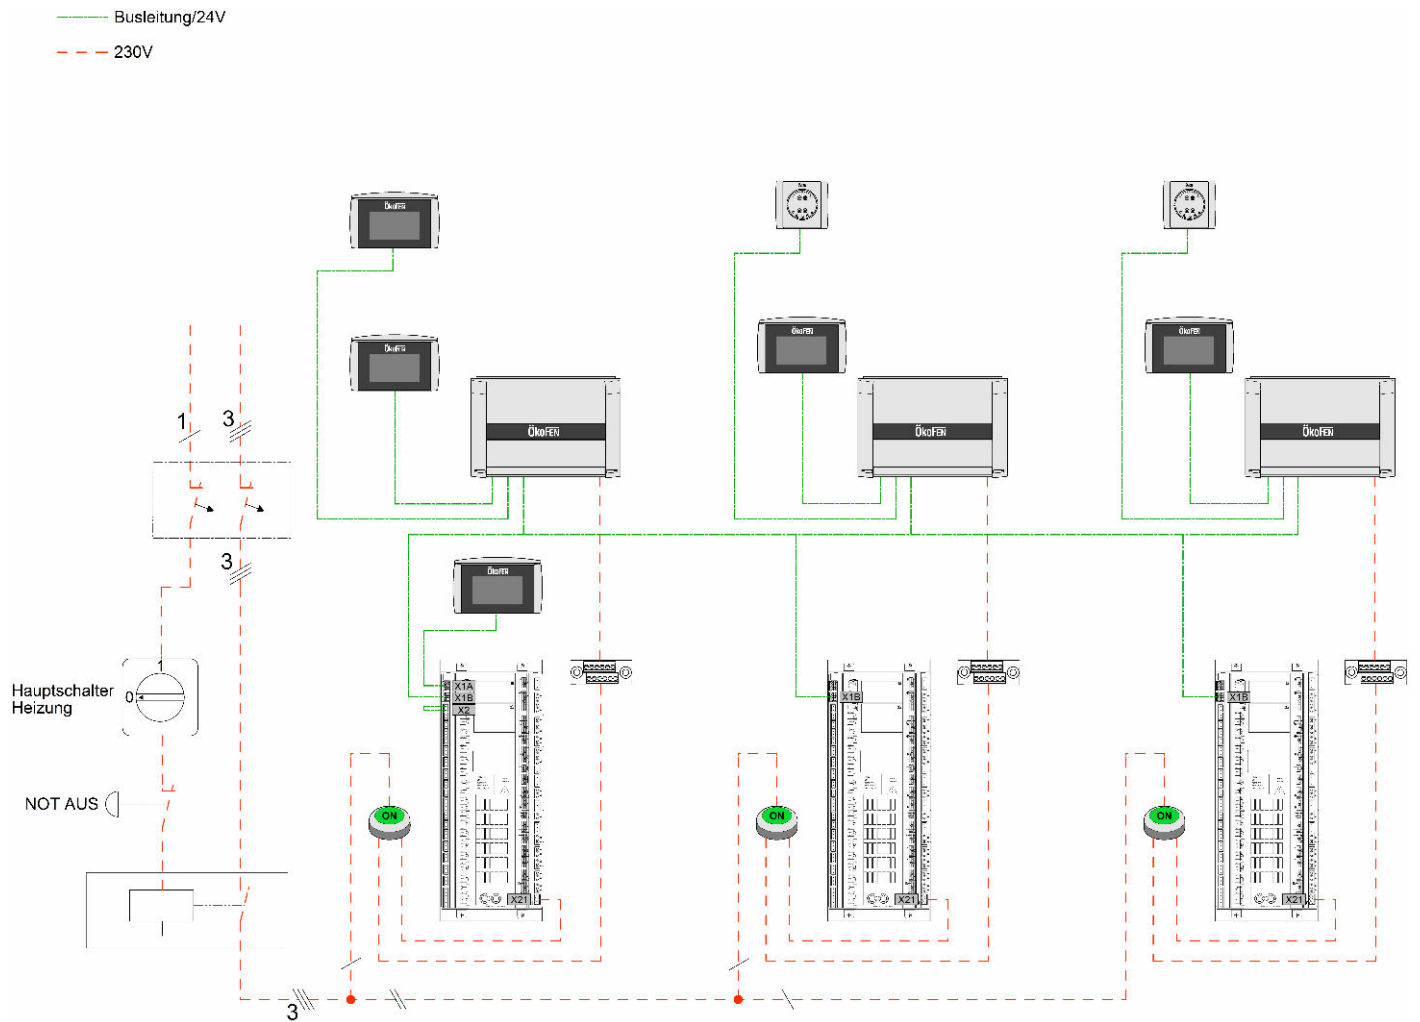 Busleitung/24V
230V
ÖkoFEN
ÖkoFEN
ÖkoFEN
ÖkoFEN
1
3
ÖkoFEN
ÖkoFEN
ÖkoFEN
3
ÖkoFEN
1
Hauptschalter
Heizung
0
X1A
X1B
X2
X1B
X1B
NOT AUS
ON
ON
ON
X21
X21
X21
3